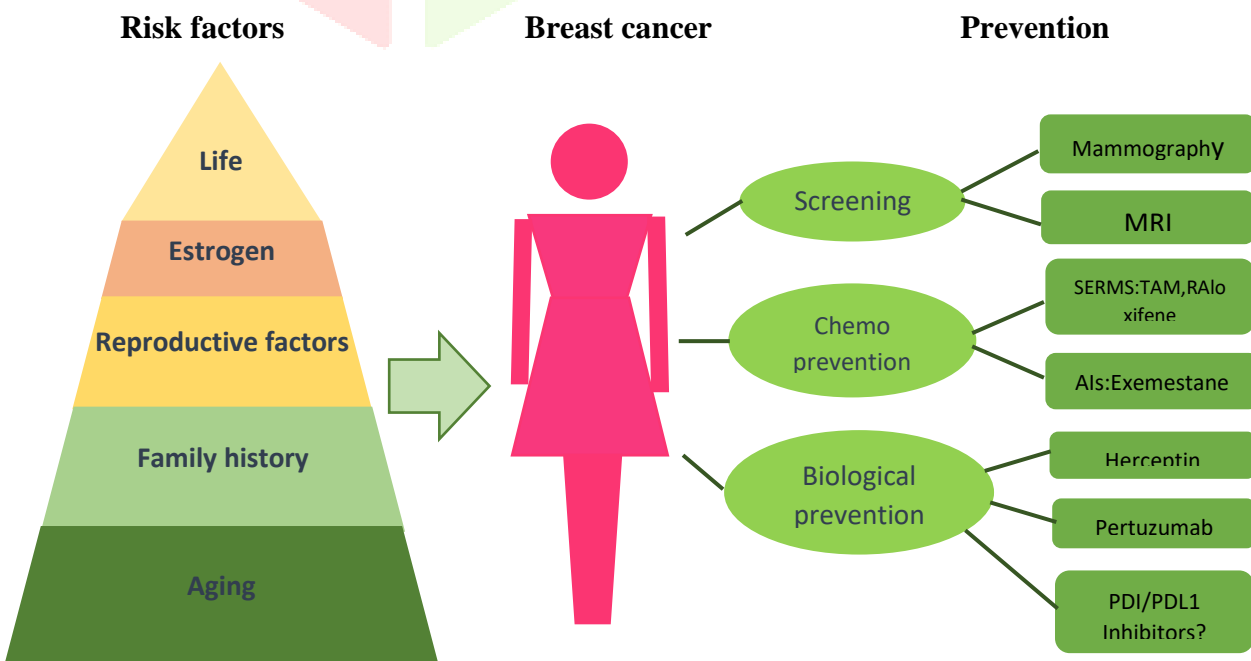 Risk factors
Breast cancer
Prevention
Life
Estrogen
Reproductive factors
Family history
Aging
Screening
Chemo
prevention
Biological
prevention
Mammography
MRI
SERMS:TAM,RAlo
xifene
AIs:Exemestane
Herceptin
Pertuzumab
PDI/PDL1
Inhibitors?